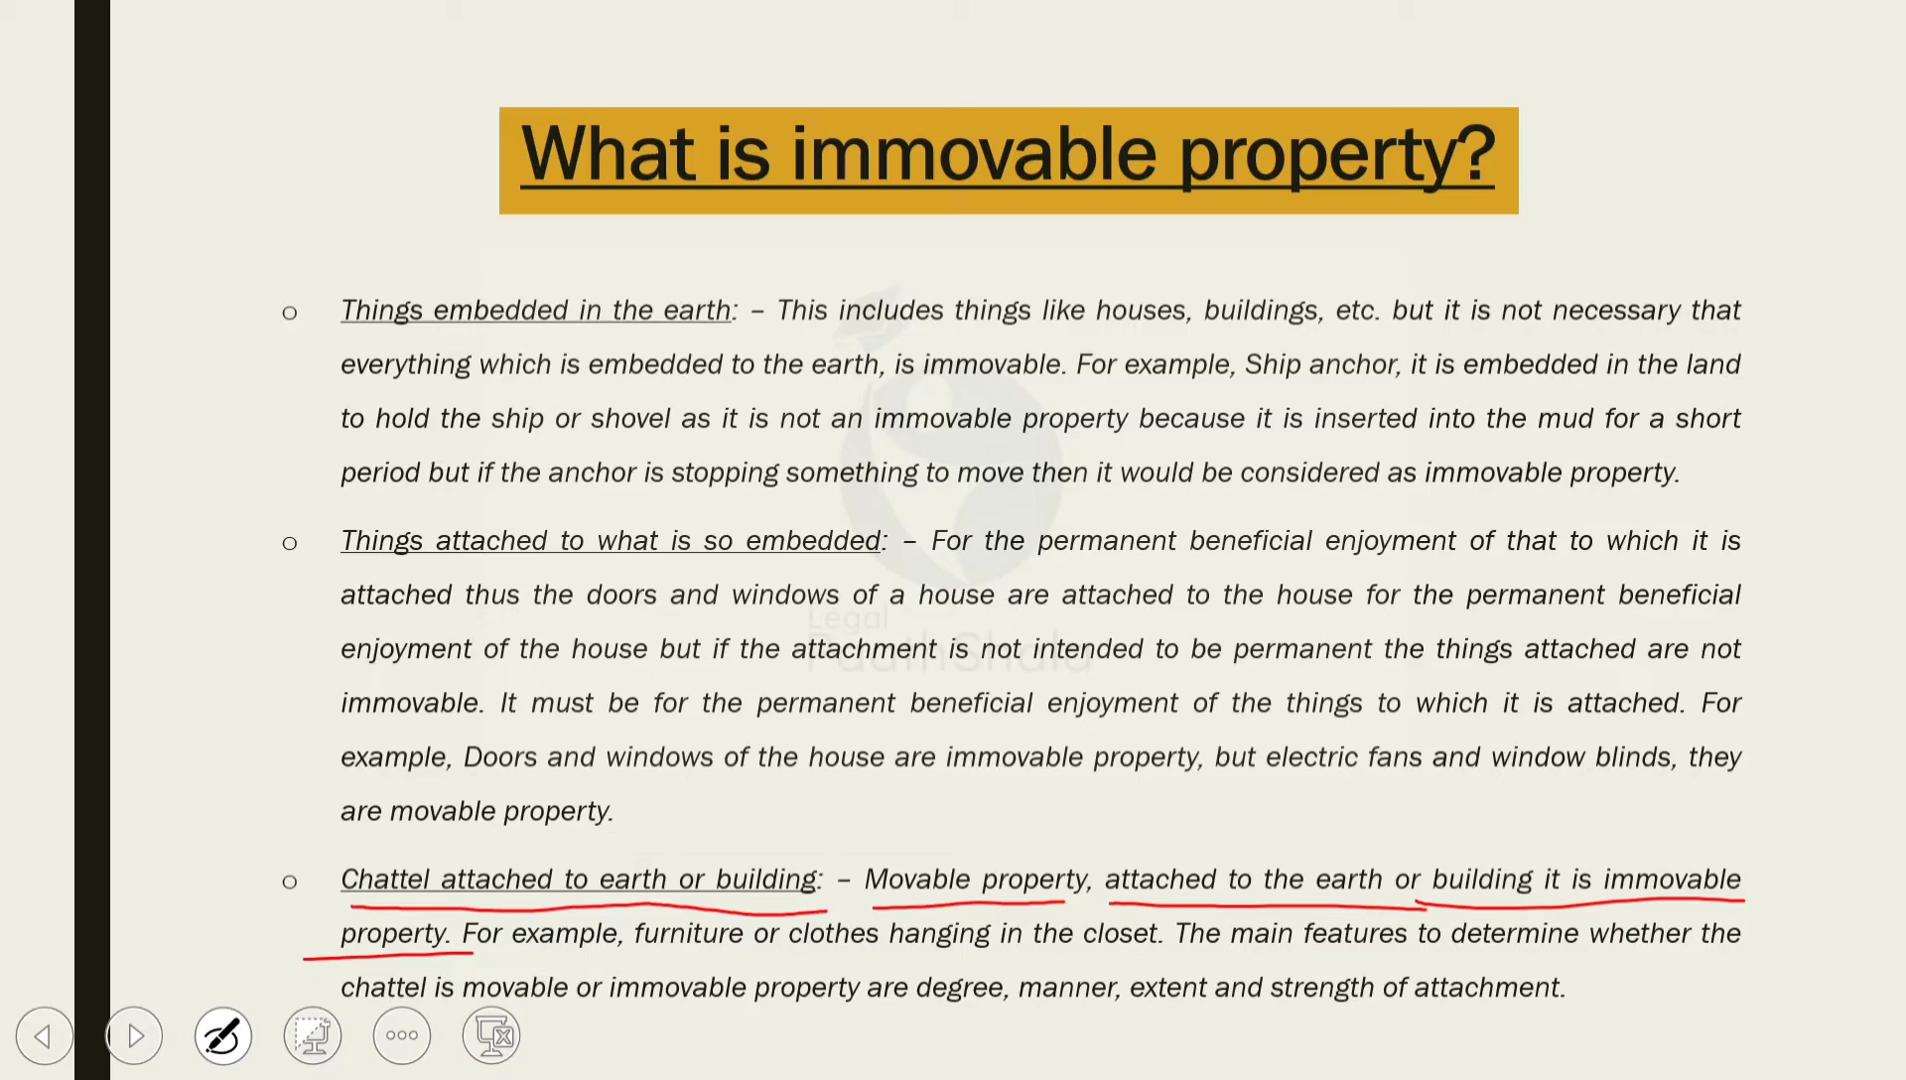 What is immovable property?
o Things embedded in the earth: – This includes things like houses, buildings, etc. but it is not necessary that
everything which is embedded to the earth, is immovable. For example, Ship anchor, it is embedded in the land
to hold the ship or shovel as it is not an immovable property because it is inserted into the mud for a short
period but if the anchor is stopping something to move then it would be considered as immovable property.
o Things attached to what is so embedded: – For the permanent beneficial enjoyment of that to which it is
attached thus the doors and windows of a house are attached to the house for the permanent beneficial
Legal
enjoyment of the house but if the attachment is not intended to be permanent the things attached are not
PaathShala
immovable. It must be for the permanent beneficial enjoyment of the things to which it is attached. For
example, Doors and windows of the house are immovable property, but electric fans and window blinds, they
are movable property.
o Chattel attached to earth or building: – Movable property, attached to the earth or building it is immovable
property. For example, furniture or clothes hanging in the closet. The main features to determine whether the
chattel is movable or immovable property are degree, manner, extent and strength of attachment.